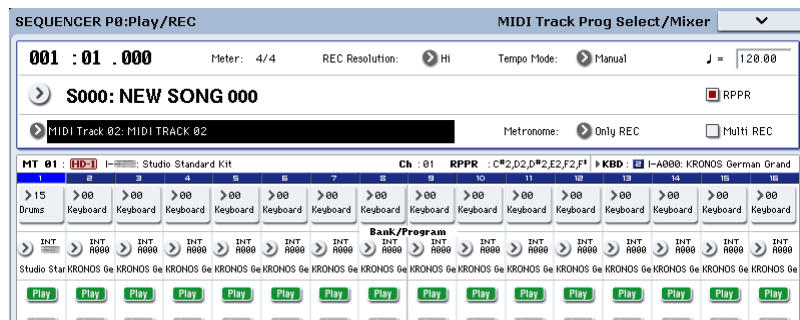 SEQUENCER P0:Play/REC MIDI Track Prog Select/Mixer
001 :01 .000 Meter: 4/4 REC Resolution: Hi Tempo Mode: Manual ♩ = 120.00
S000: NEW SONG 000 RPPR
MIDI Track 02: MIDI TRACK 02 Metronome: Only REC Multi REC
MT 01 : HD-1 I- : Studio Standard Kit Ch : 01 RPPR : C#2,D2,D#2,E2,F2,F# KBD : 2 I-A000: KRONOS German Grand
1 2 3 4 5 6 7 8 9 10 11 12 13 14 15 16
15 00 00 00 00 00 00 00 00 00 00 00 00 00 00 00
Drums Keyboard Keyboard Keyboard Keyboard Keyboard Keyboard Keyboard Keyboard Keyboard Keyboard Keyboard Keyboard Keyboard Keyboard Keyboard
Bank/Program
INT INT INT INT INT INT INT INT INT INT INT INT INT INT INT INT
A000 A000 A000 A000 A000 A000 A000 A000 A000 A000 A000 A000 A000 A000 A000
Studio Star KRONOS Ge KRONOS Ge KRONOS Ge KRONOS Ge KRONOS Ge KRONOS Ge KRONOS Ge KRONOS Ge KRONOS Ge KRONOS Ge KRONOS Ge KRONOS Ge KRONOS Ge KRONOS Ge KRONOS Ge
Play Play Play Play Play Play Play Play Play Play Play Play Play Play Play Play